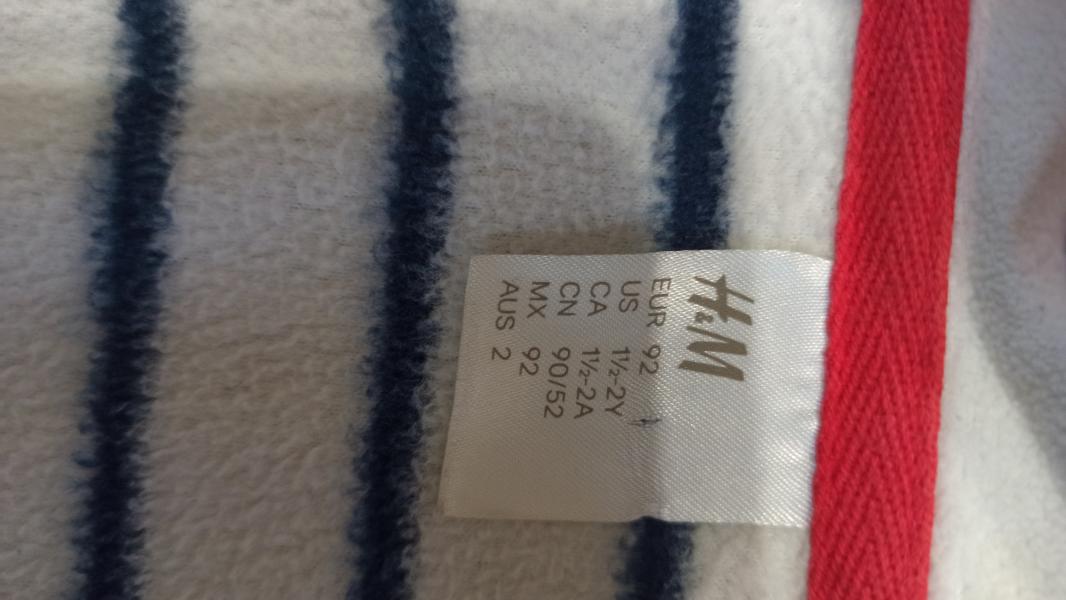 H&M
EUR 92
US 1½-2Y
CA 1½-2A
CN 90/52
MX 92
AUS 2